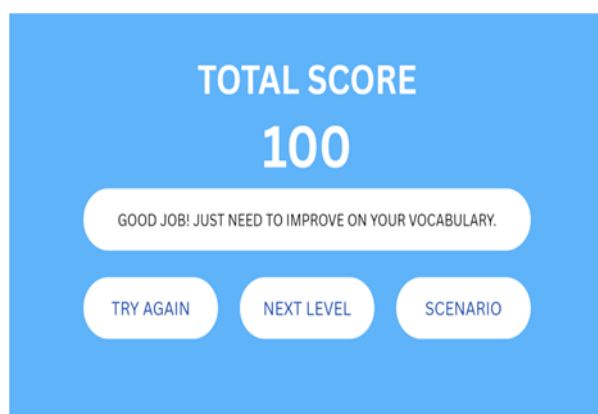 TOTAL SCORE
100
GOOD JOB! JUST NEED TO IMPROVE ON YOUR VOCABULARY.
TRY AGAIN
NEXT LEVEL
SCENARIO